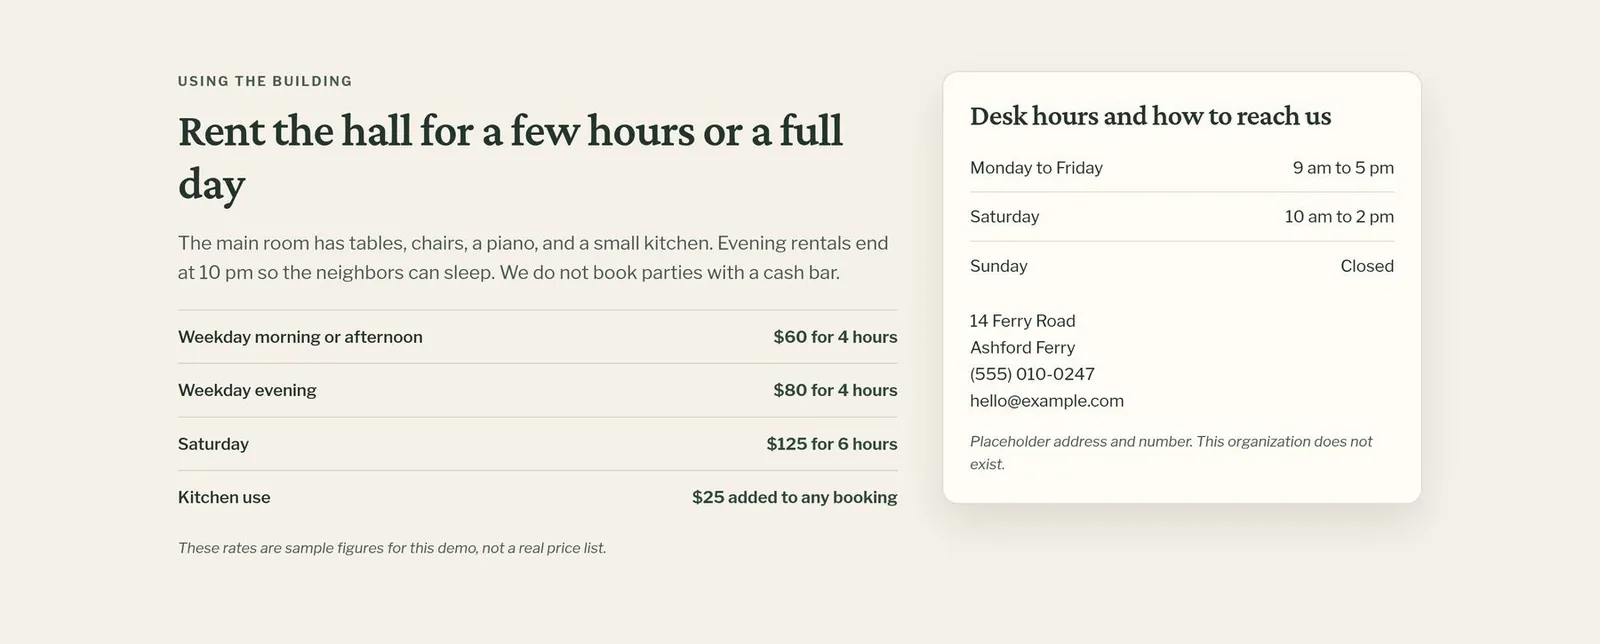 USING THE BUILDING
Rent the hall for a few hours or a full
day
The main room has tables, chairs, a piano, and a small kitchen. Evening rentals end
at 10 pm so the neighbors can sleep. We do not book parties with a cash bar.
Weekday morning or afternoon $60 for 4 hours
Weekday evening $80 for 4 hours
Saturday $125 for 6 hours
Kitchen use $25 added to any booking
These rates are sample figures for this demo, not a real price list.
Desk hours and how to reach us
Monday to Friday 9 am to 5 pm
Saturday 10 am to 2 pm
Sunday Closed
14 Ferry Road
Ashford Ferry
(555) 010-0247
hello@example.com
Placeholder address and number. This organization does not
exist.